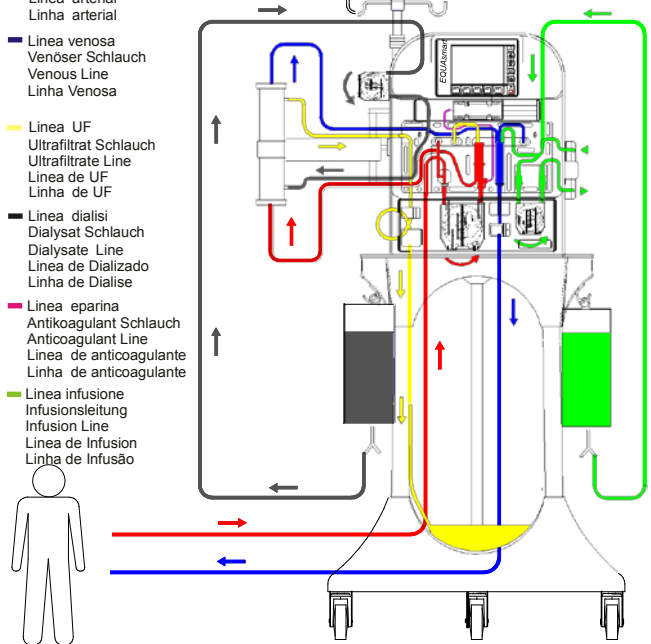 Linea arterial
Linha arterial
Linea venosa
Venöser Schlauch
Venous Line
Linha Venosa
Linea UF
Ultrafiltrat Schlauch
Ultrafiltrate Line
Linea de UF
Linha de UF
Linea dialisi
Dialysat Schlauch
Dialysate Line
Linea de Dializado
Linha de Dialise
Linea eparina
Antikoagulant Schlauch
Anticoagulant Line
Linea de anticoagulante
Linha de anticoagulante
Linea infusione
Infusionsleitung
Infusion Line
Linea de Infusion
Linha de Infusão
EQUAsmart